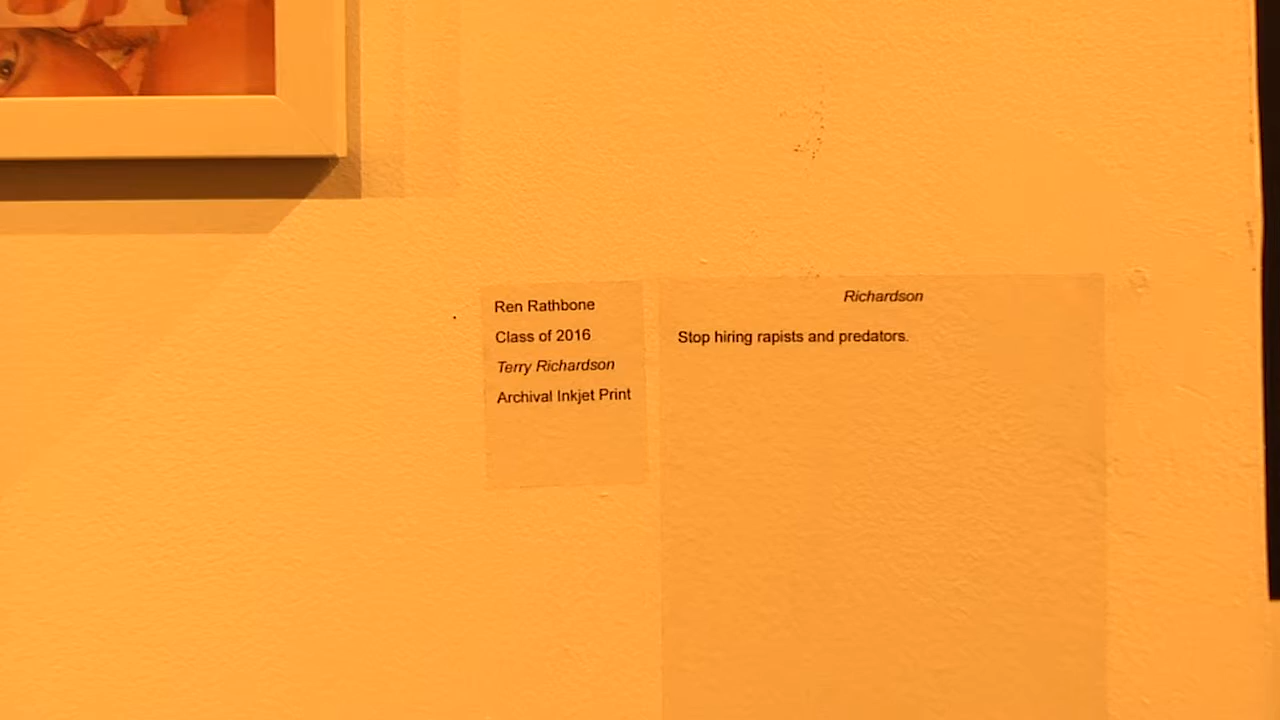 Ren Rathbone
Class of 2016
Terry Richardson
Archival Inkjet Print
Richardson
Stop hiring rapists and predators.